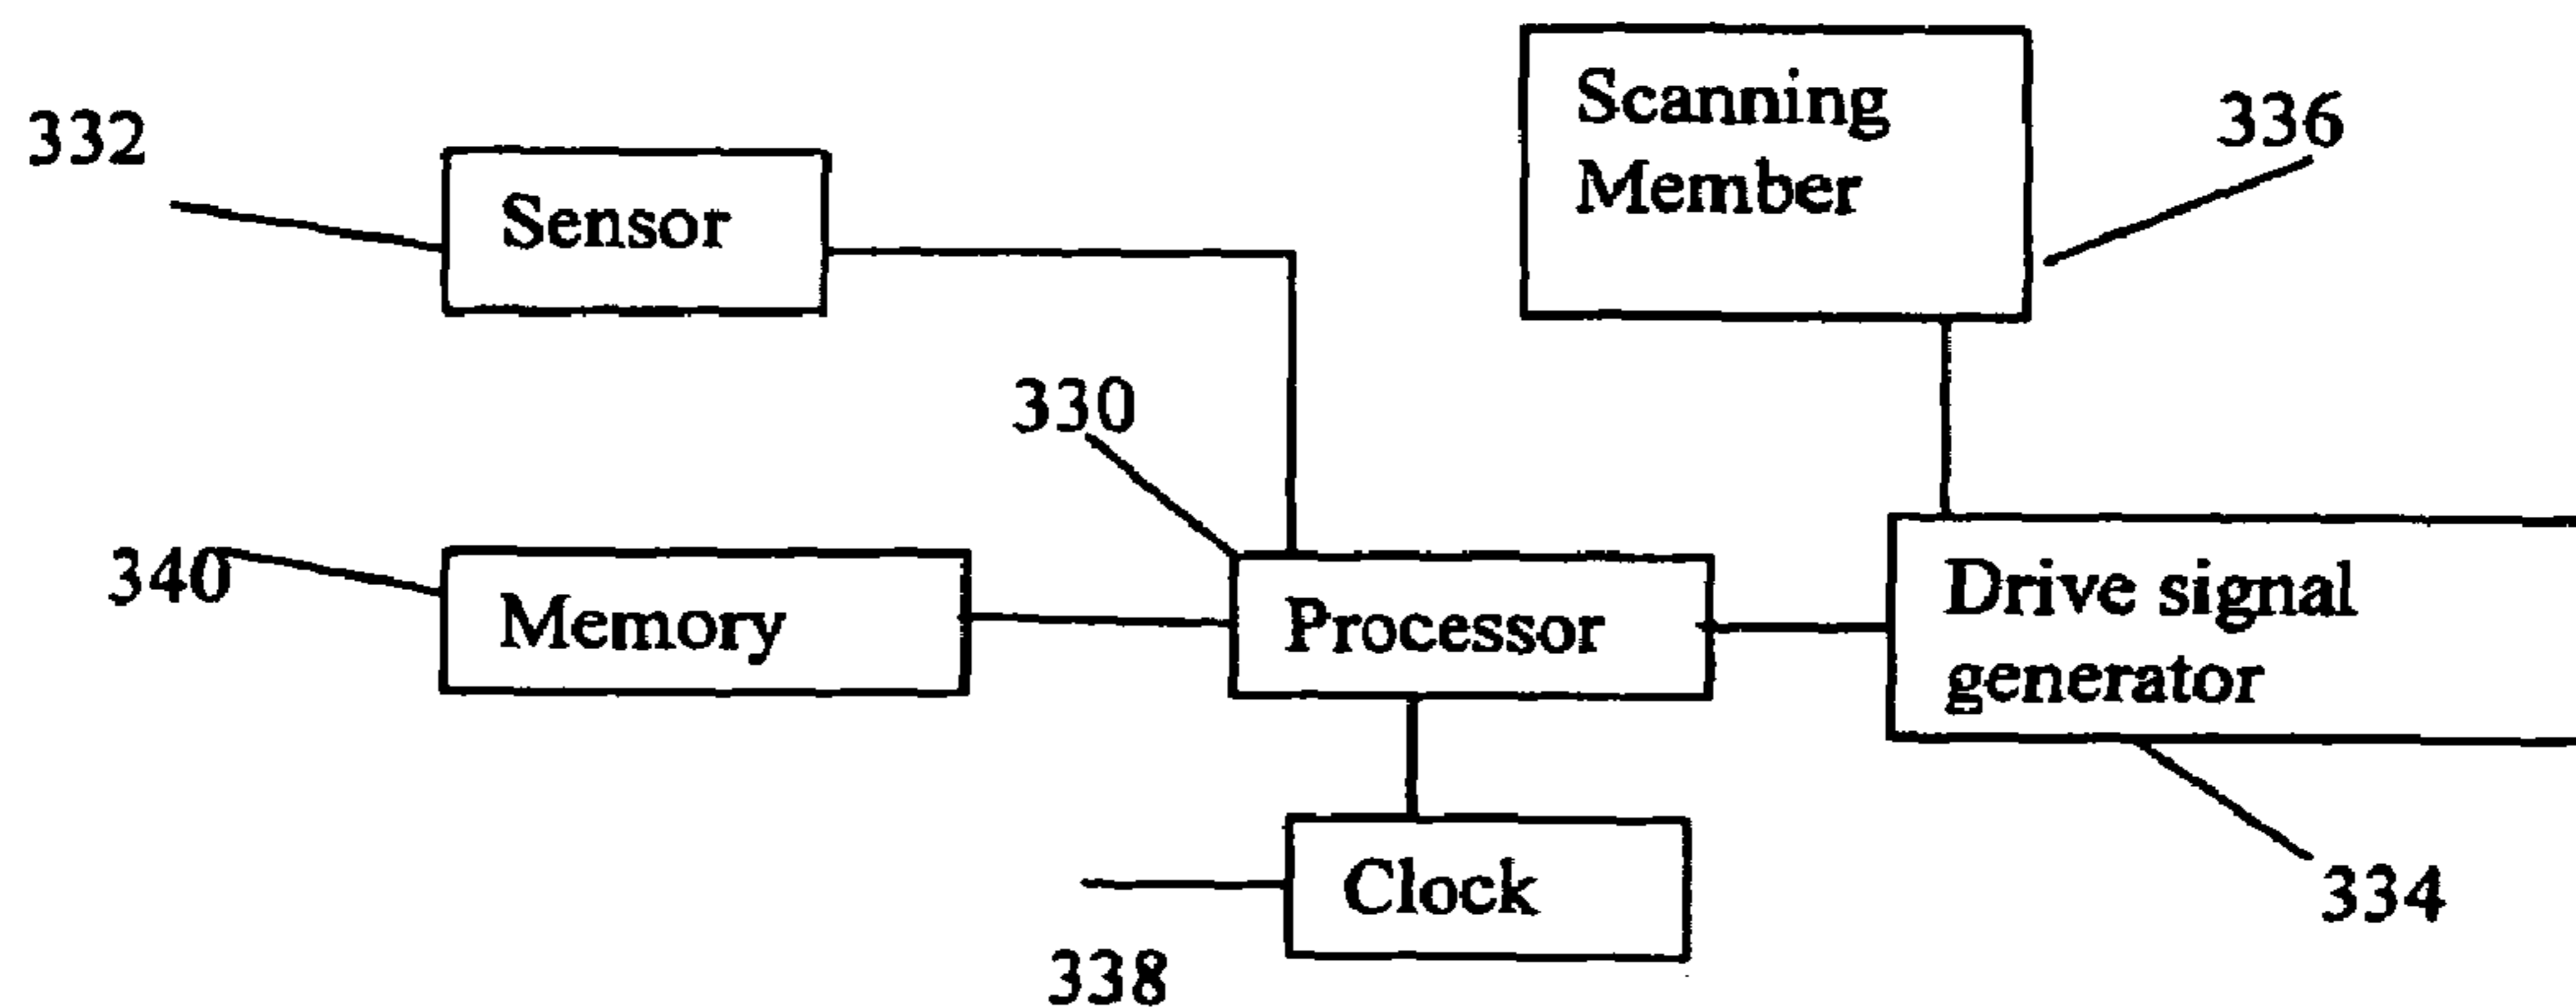 Scanning
Member
336
332
Sensor
330
340
Memory
Processor
Drive signal
generator
Clock
334
338